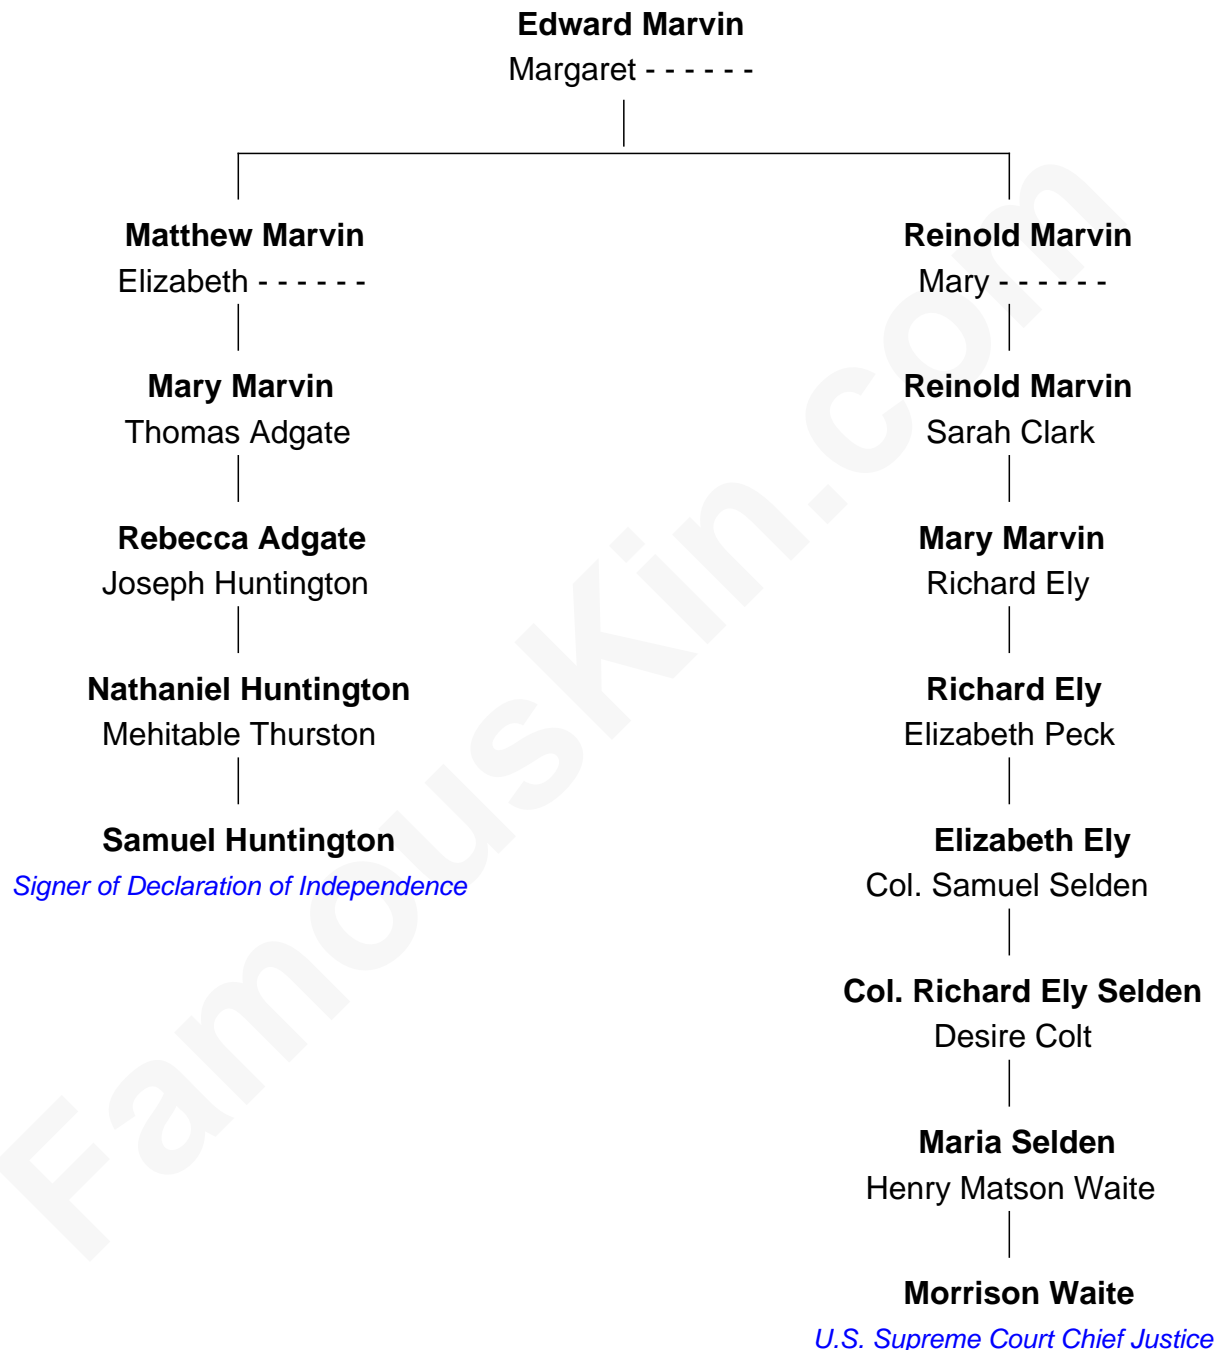 Edward Marvin
Margaret - - - - - -
Matthew Marvin
Elizabeth - - - - - -
Mary Marvin
Thomas Adgate
Rebecca Adgate
Joseph Huntington
Nathaniel Huntington
Mehitable Thurston
Samuel Huntington
Signer of Declaration of Independence
Reinold Marvin
Mary - - - - - -
Reinold Marvin
Sarah Clark
Mary Marvin
Richard Ely
Richard Ely
Elizabeth Peck
Elizabeth Ely
Col. Samuel Selden
Col. Richard Ely Selden
Desire Colt
Maria Selden
Henry Matson Waite
Morrison Waite
U.S. Supreme Court Chief Justice
FamousKin.com